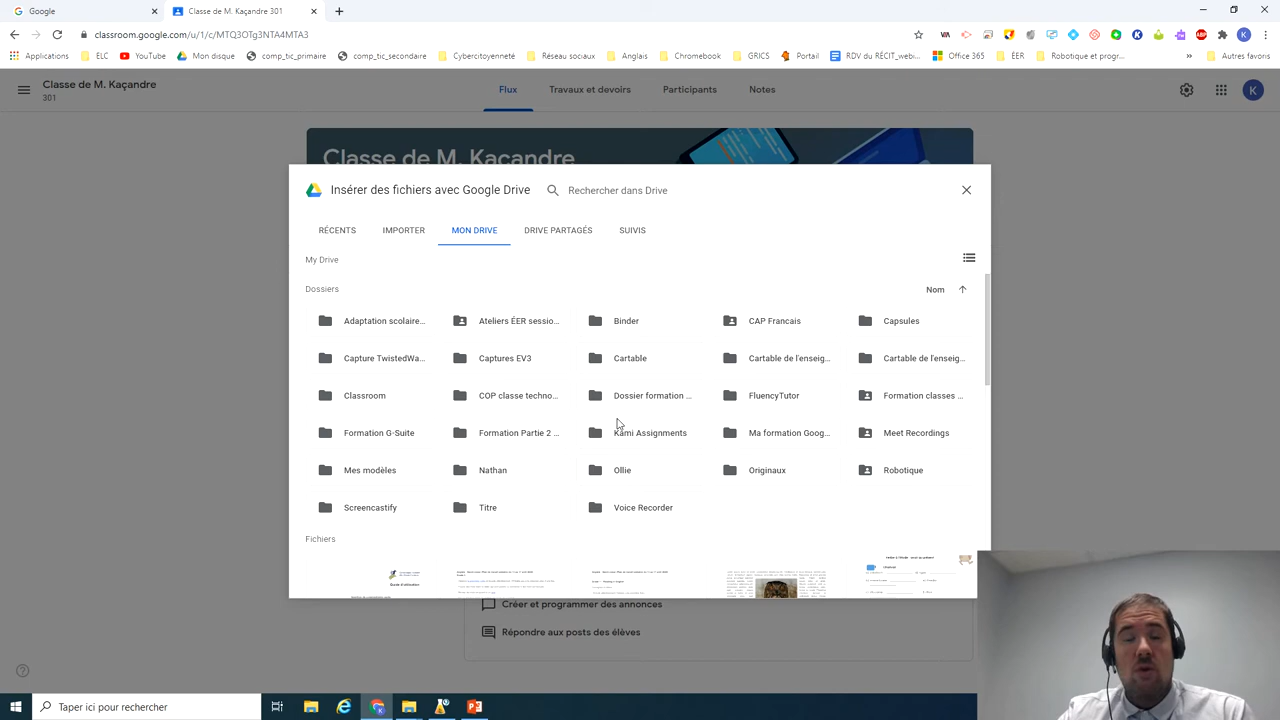 Google
Classe de M. Kaçandre 301
classroom.google.com/u/1/c/MTQ3OTg3NTA4MTA3
Applications
ELC
YouTube
Mon disque
comp_tic_primaire
comp_tic_secondaire
Cybercitoyenneté
Réseau sociaux
Anglais
Chromebook
GRICS
Portail
RDV du RÉCIT_webi...
Office 365
ÉER
Robotique et progr...
Autres favoris
Classe de M. Kaçandre
301
Flux
Travaux et devoirs
Participants
Notes
K
Classe de M. Kaçandre
Insérer des fichiers avec Google Drive
Rechercher dans Drive
RÉCENTS
IMPORTER
MON DRIVE
DRIVE PARTAGÉS
SUIVIS
My Drive
Dossiers
Nom
Adaptation scolaire...
Ateliers ÉER sessio...
Binder
CAP Francais
Capsules
Capture TwistedWa...
Captures EV3
Cartable
Cartable de l'enseig...
Cartable de l'enseig...
Classroom
COP classe techno...
Dossier formation ...
FluencyTutor
Formation classes ...
Formation G-Suite
Formation Partie 2 ...
Kami Assignments
Ma formation Goog...
Meet Recordings
Mes modèles
Nathan
Ollie
Originaux
Robotique
Screencastify
Titre
Voice Recorder
Fichiers
Créer et programmer des annonces
Répondre aux posts des élèves
Taper ici pour rechercher